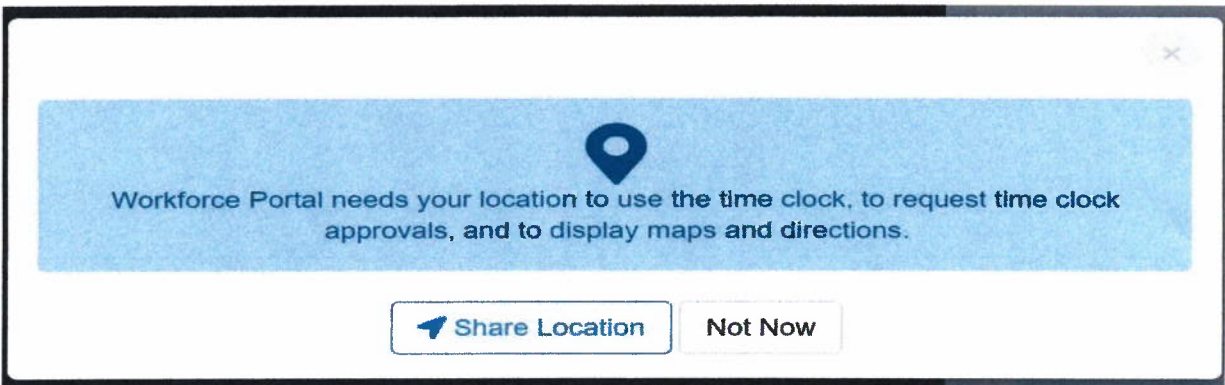 Workforce Portal needs your location to use the time clock, to request time clock
approvals, and to display maps and directions.
Share Location
Not Now